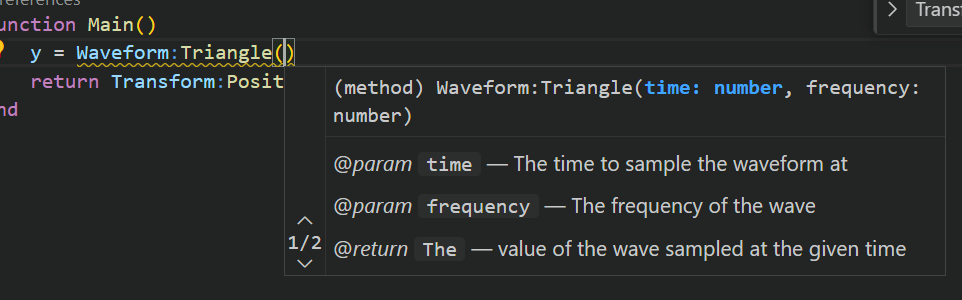 references
unction Main()
y = Waveform:Triangle()
return Transform:Posit
nd
Transf
(method) Waveform:Triangle(time: number, frequency:
number)
@param time — The time to sample the waveform at
@param frequency — The frequency of the wave
1/2
@return The — value of the wave sampled at the given time